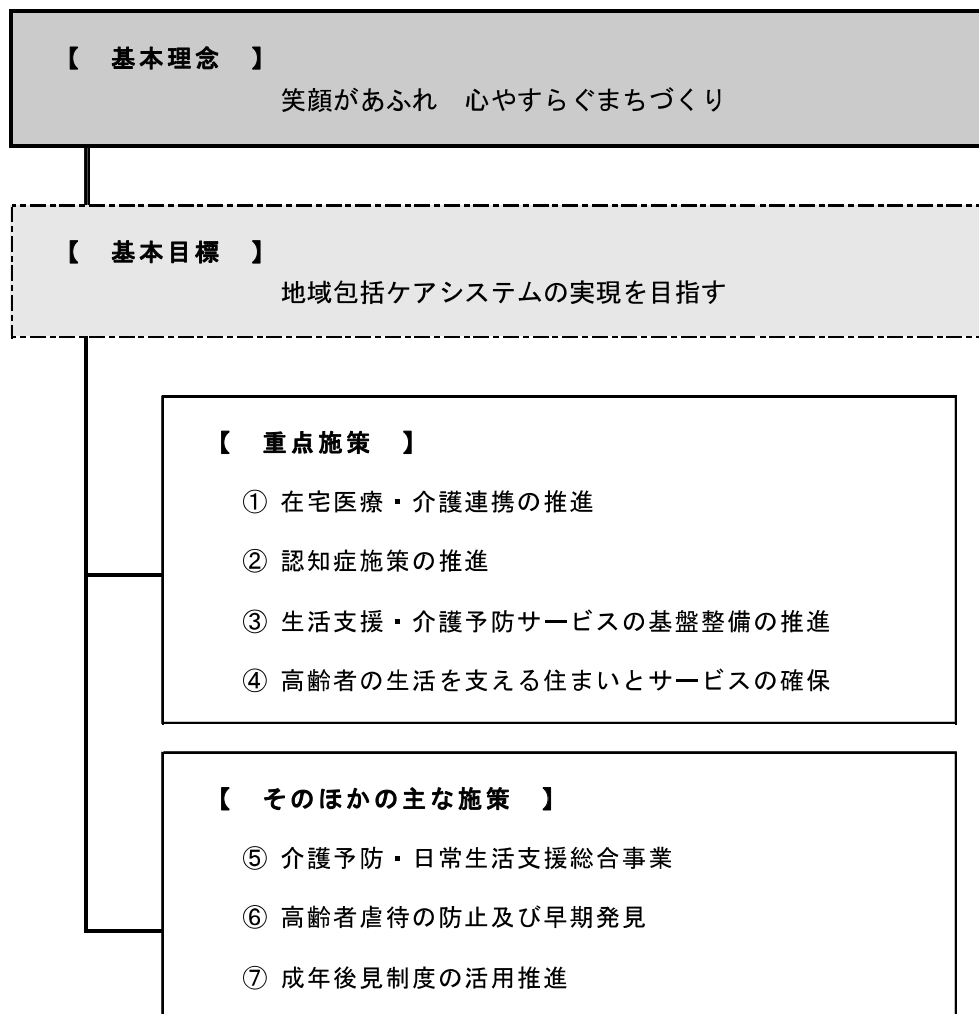 【 基本理念 】
笑顔があふれ 心やすらぐまちづくり
【 基本目標 】
地域包括ケアシステムの実現を目指す
【 重点施策 】
① 在宅医療・介護連携の推進
② 認知症施策の推進
③ 生活支援・介護予防サービスの基盤整備の推進
④ 高齢者の生活を支える住まいとサービスの確保
【 そのほかの主な施策 】
⑤ 介護予防・日常生活支援総合事業
⑥ 高齢者虐待の防止及び早期発見
⑦ 成年後見制度の活用推進